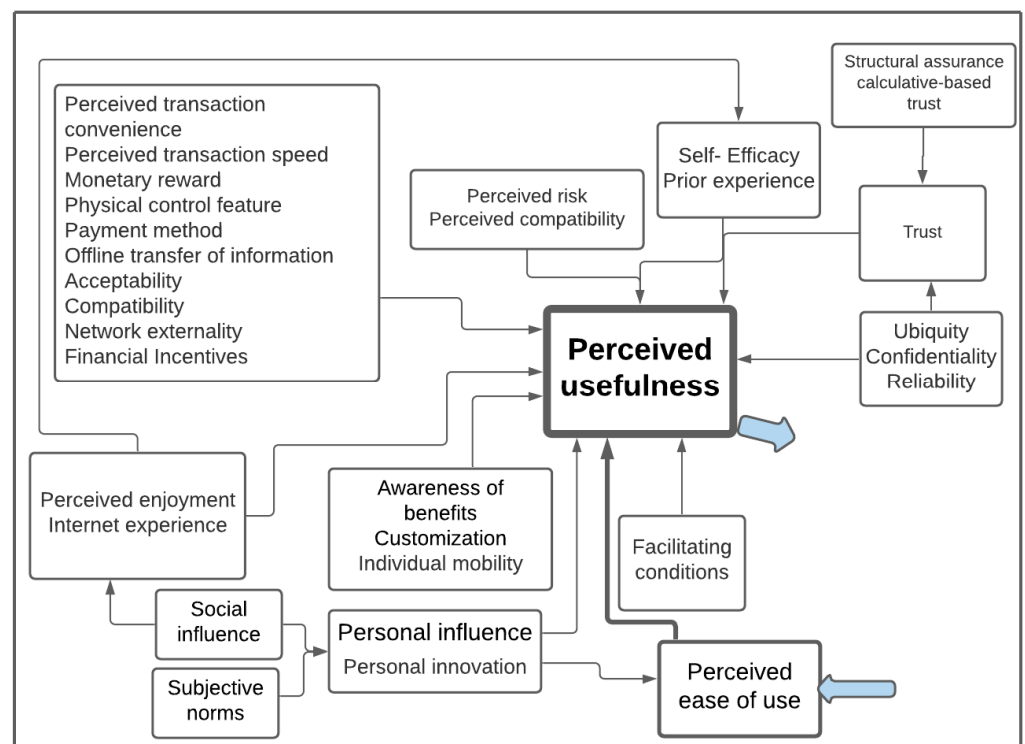 Structural assurance
calculative-based
trust
Perceived transaction
convenience
Perceived transaction speed
Monetary reward
Physical control feature
Payment method
Offline transfer of information
Acceptability
Compatibility
Network externality
Financial Incentives
Self- Efficacy
Prior experience
Perceived risk
Perceived compatibility
Trust
Perceived
usefulness
Ubiquity
Confidentiality
Reliability
Perceived enjoyment
Internet experience
Awareness of
benefits
Customization
Individual mobility
Facilitating
conditions
Social
influence
Personal influence
Personal innovation
Subjective
norms
Perceived
ease of use